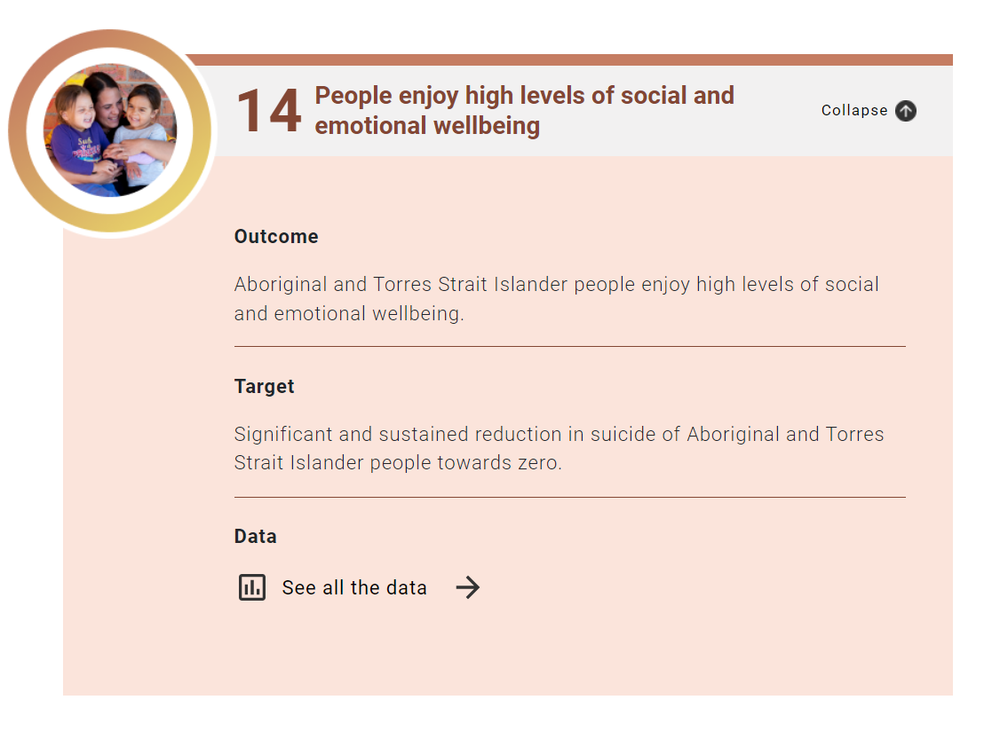 14
People enjoy high levels of social and
emotional wellbeing
Collapse
Outcome
Aboriginal and Torres Strait Islander people enjoy high levels of social
and emotional wellbeing.
Target
Significant and sustained reduction in suicide of Aboriginal and Torres
Strait Islander people towards zero.
Data
See all the data